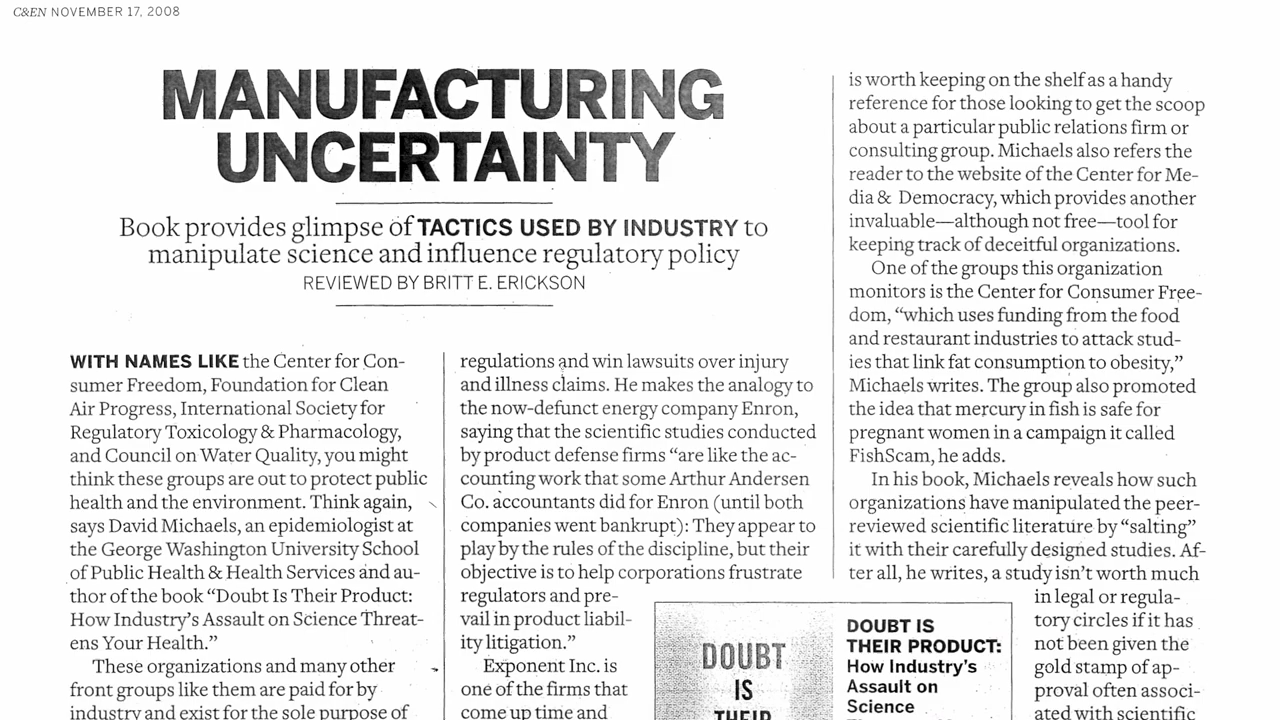 C&EN NOVEMBER 17, 2008
MANUFACTURING
UNCERTAINTY
Book provides glimpse of TACTICS USED BY INDUSTRY to
manipulate science and influence regulatory policy
REVIEWED BY BRITT E. ERICKSON
WITH NAMES LIKE the Center for Con-
sumer Freedom, Foundation for Clean
Air Progress, International Society for
Regulatory Toxicology & Pharmacology,
and Council on Water Quality, you might
think these groups are out to protect public
health and the environment. Think again,
says David Michaels, an epidemiologist at
the George Washington University School
of Public Health & Health Services and au-
thor of the book “Doubt Is Their Product:
How Industry’s Assault on Science Threat-
ens Your Health.”
These organizations and many other
front groups like them are paid for by
industry and exist for the sole purpose of
regulations and win lawsuits over injury
and illness claims. He makes the analogy to
the now-defunct energy company Enron,
saying that the scientific studies conducted
by product defense firms “are like the ac-
counting work that some Arthur Andersen
Co. accountants did for Enron (until both
companies went bankrupt): They appear to
play by the rules of the discipline, but their
objective is to help corporations frustrate
regulators and pre-
vail in product liabil-
ity litigation.”
Exponent Inc. is
one of the firms that
come up time and
DOUBT
IS
THEIR
DOUBT IS
THEIR PRODUCT:
How Industry’s
Assault on
Science
is worth keeping on the shelf as a handy
reference for those looking to get the scoop
about a particular public relations firm or
consulting group. Michaels also refers the
reader to the website of the Center for Me-
dia & Democracy, which provides another
invaluable—although not free—tool for
keeping track of deceitful organizations.
One of the groups this organization
monitors is the Center for Consumer Free-
dom, “which uses funding from the food
and restaurant industries to attack stud-
ies that link fat consumption to obesity,”
Michaels writes. The group also promoted
the idea that mercury in fish is safe for
pregnant women in a campaign it called
FishScam, he adds.
In his book, Michaels reveals how such
organizations have manipulated the peer-
reviewed scientific literature by “salting”
it with their carefully designed studies. Af-
ter all, he writes, a study isn’t worth much
in legal or regula-
tory circles if it has
not been given the
gold stamp of ap-
proval often associ-
ated with scientific